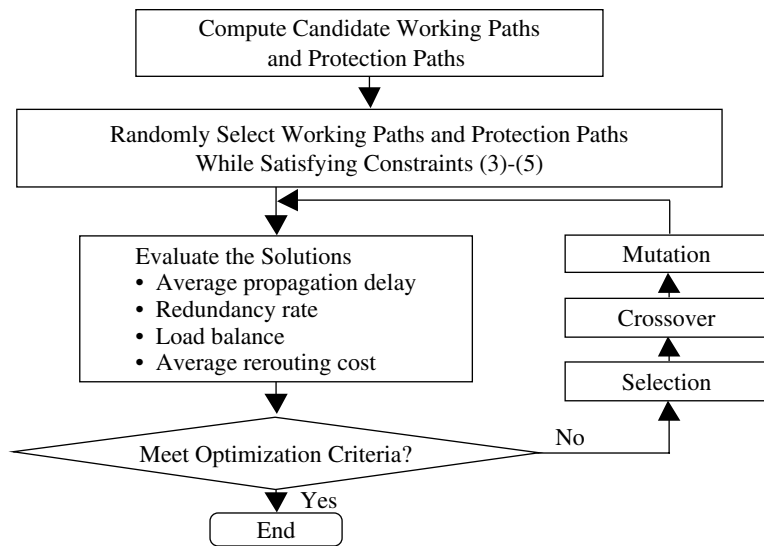 Compute Candidate Working Paths
and Protection Paths
Randomly Select Working Paths and Protection Paths
While Satisfying Constraints (3)-(5)
Evaluate the Solutions
• Average propagation delay
• Redundancy rate
• Load balance
• Average rerouting cost
Mutation
Crossover
Selection
Meet Optimization Criteria?
No
Yes
End